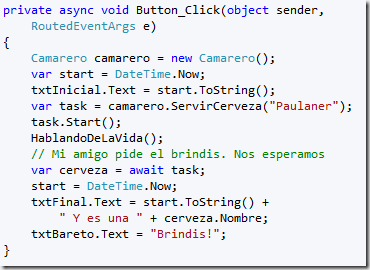 private async void Button_Click(object sender,
RoutedEventArgs e)
{
Camarero camarero = new Camarero();
var start = DateTime.Now;
txtInicial.Text = start.ToString();
var task = camarero.ServirCerveza("Paulaner");
task.Start();
HablandoDeLaVida();
// Mi amigo pide el brindis. Nos esperamos
var cerveza = await task;
start = DateTime.Now;
txtFinal.Text = start.ToString() +
" Y es una " + cerveza.Nombre;
txtBareto.Text = "Brindis!";
}